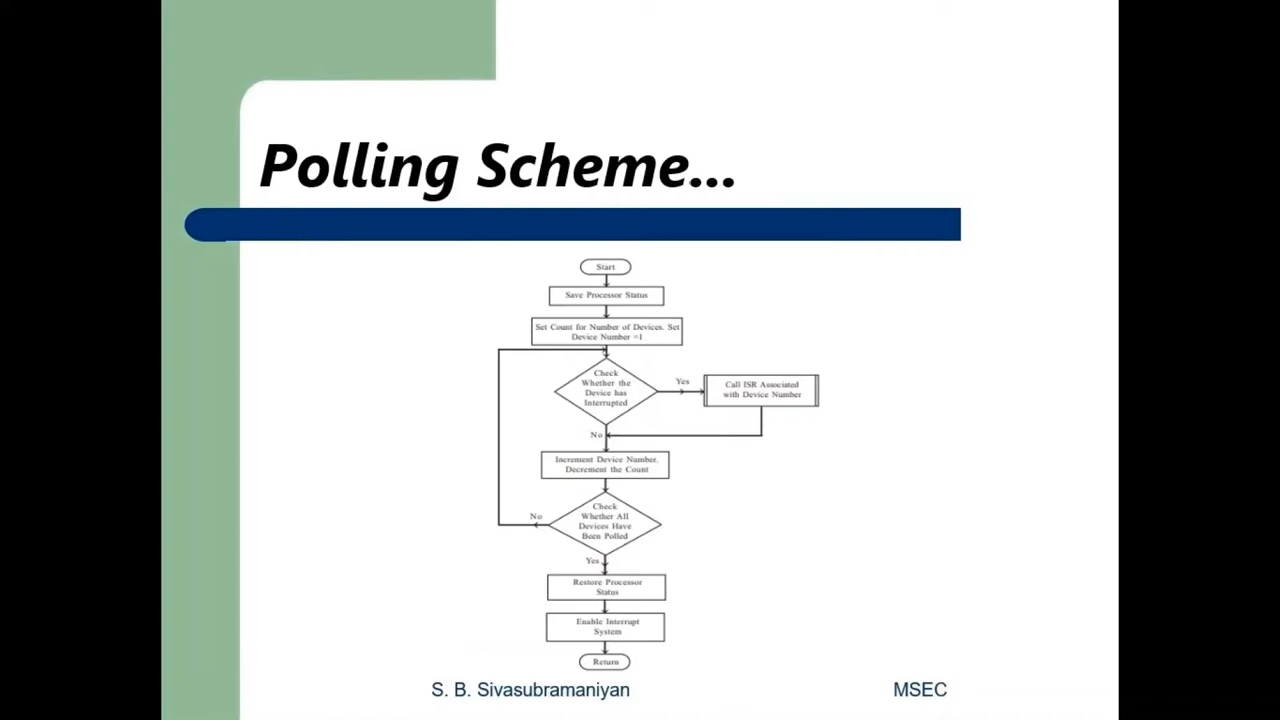 Polling Scheme...
Start
Save Processor Status
Set Count for Number of Devices. Set
Device Number =1
Check
Whether the
Device has
Interrupted
Yes
Call ISR Associated
with Device Number
No
Increment Device Number.
Decrement the Count
Check
Whether All
Devices Have
Been Polled
No
Yes
Restore Processor
Status
Enable Interrupt
System
Return
S. B. Sivasubramaniyan
MSEC